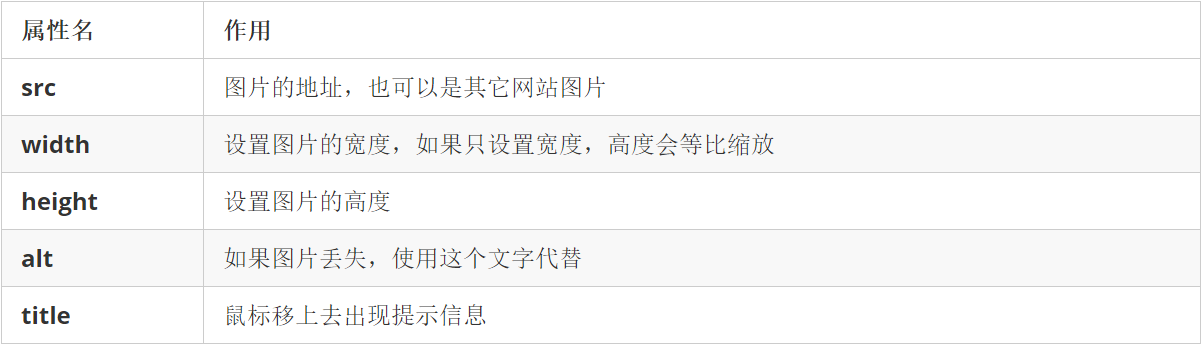 属性名 作用
src 图片的地址，也可以是其它网站图片
width 设置图片的宽度，如果只设置宽度，高度会等比缩放
height 设置图片的高度
alt 如果图片丢失，使用这个文字代替
title 鼠标移上去出现提示信息